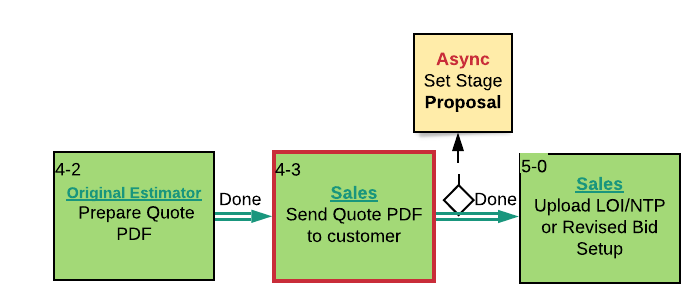 Async
Set Stage
Proposal
4-2
Original Estimator
Prepare Quote
PDF
Done
4-3
Sales
Send Quote PDF
to customer
Done
5-0
Sales
Upload LOI/NTP
or Revised Bid
Setup